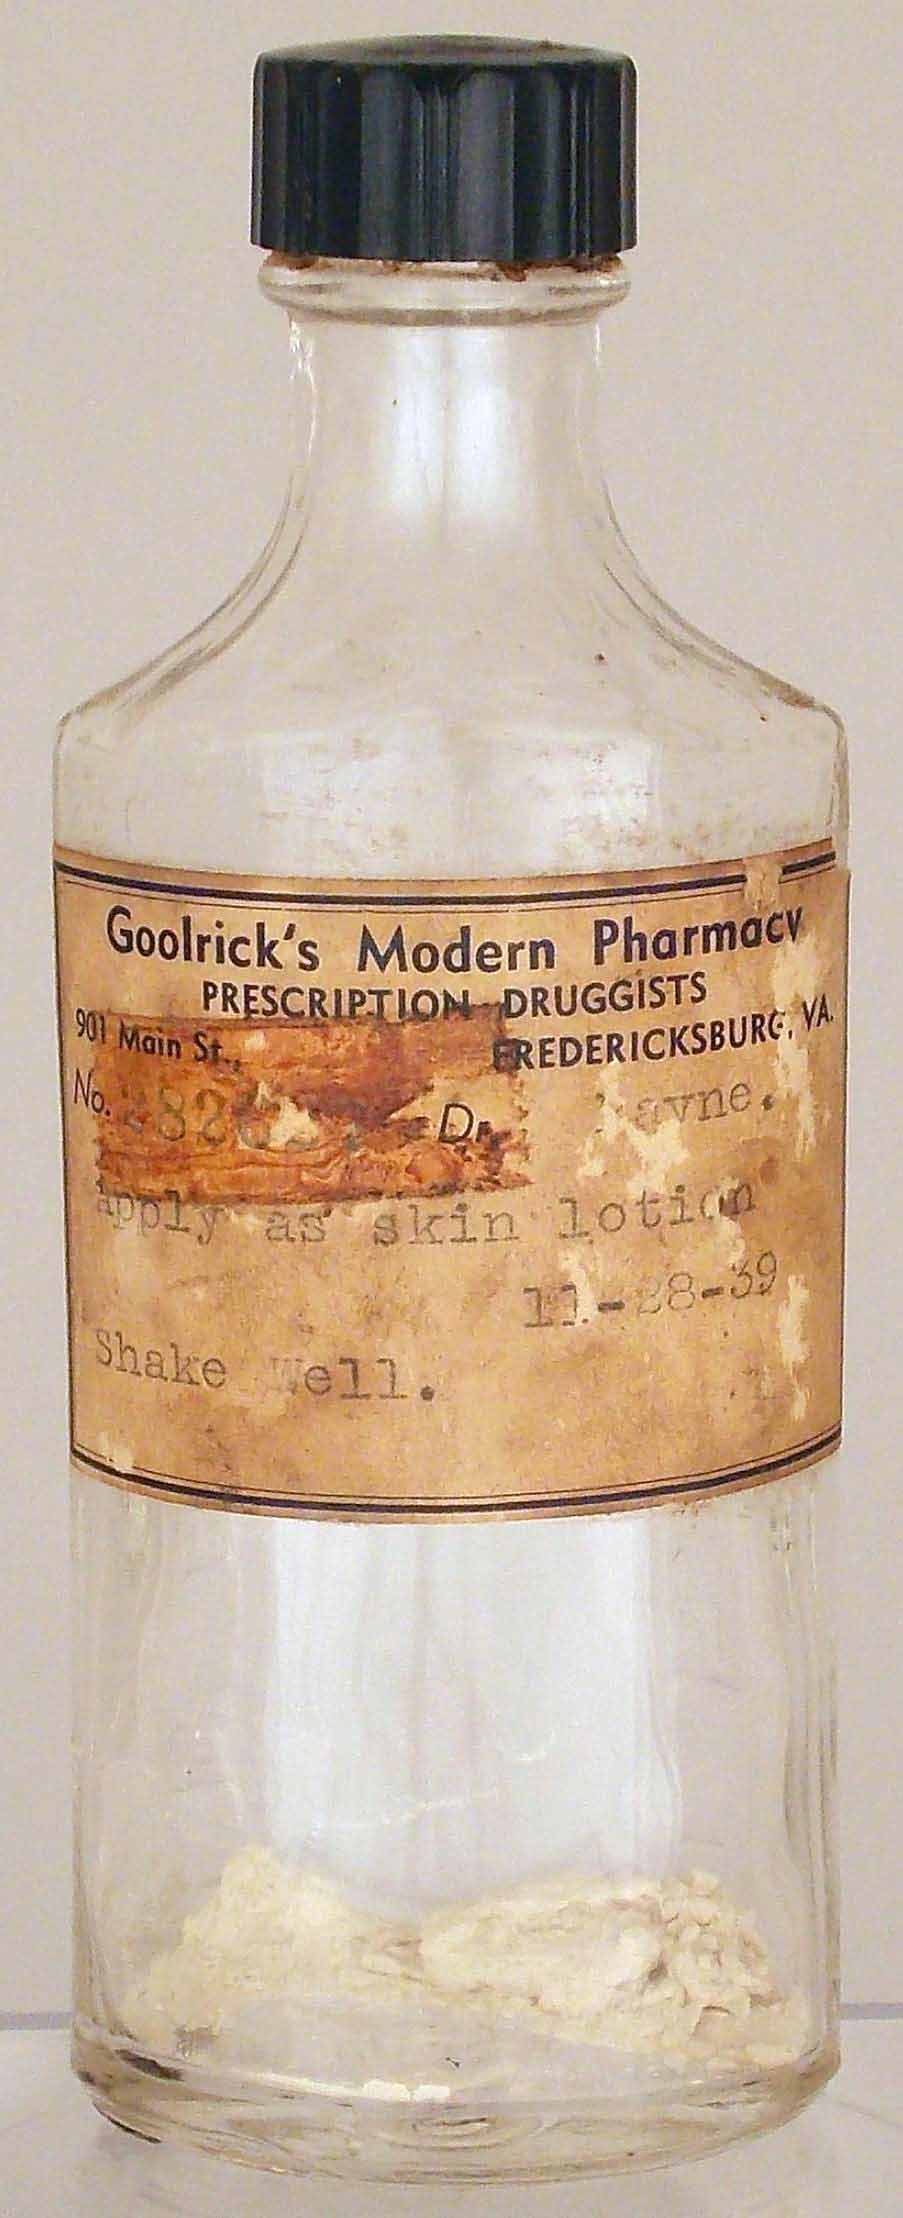 Goolrick's Modern Pharmacy
PRESCRIPTION DRUGGISTS
901 Main St., FREDERICKSBURG, VA.
No. Dr.
Apply as skin lotion
11-28-39
Shake Well.